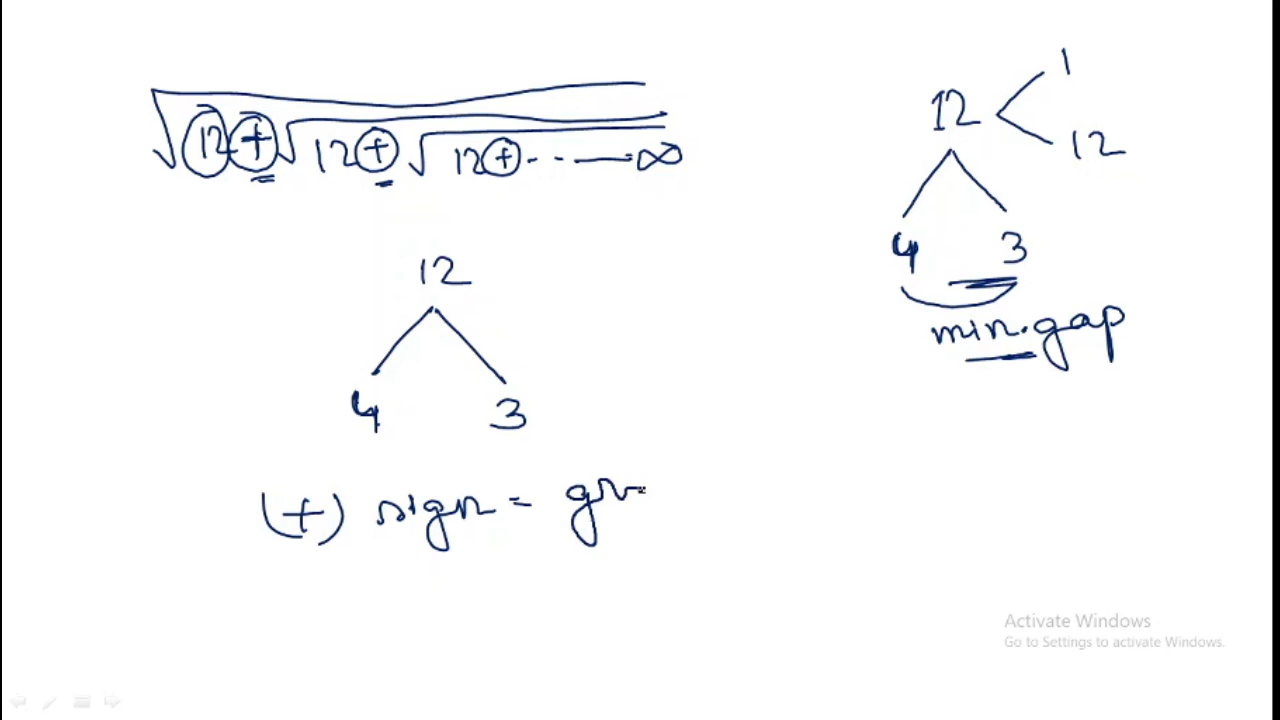 √12 + √12 + √12 + - - — ∞
12
4 3
(+) sign = gr
12 1
12
4 3
min. gap
Activate Windows
Go to Settings to activate Windows.